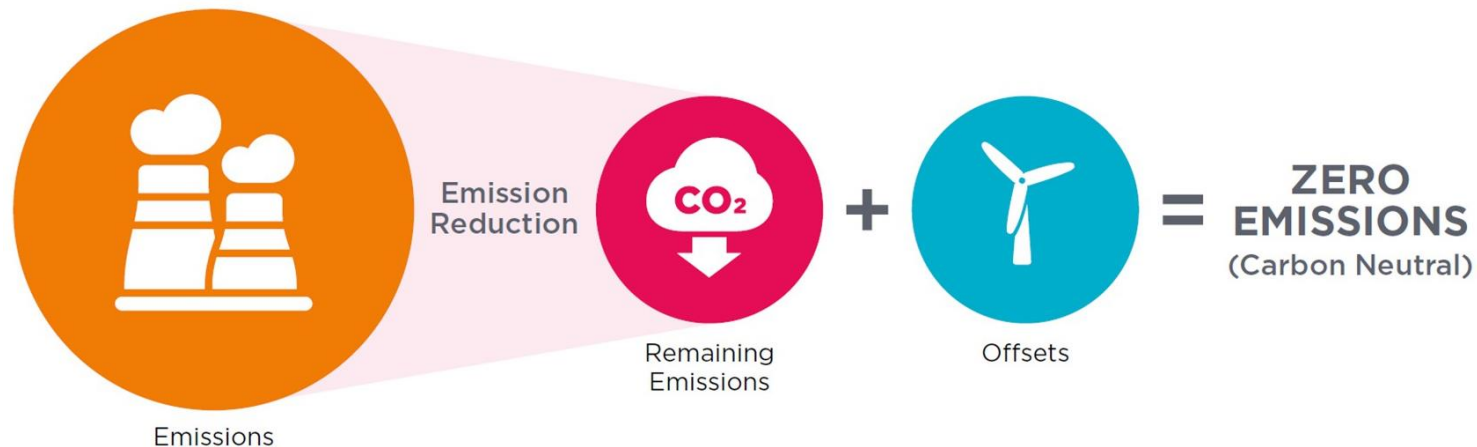 Emissions
Emission
Reduction
CO₂
Remaining
Emissions
+
Offsets
=
ZERO
EMISSIONS
(Carbon Neutral)